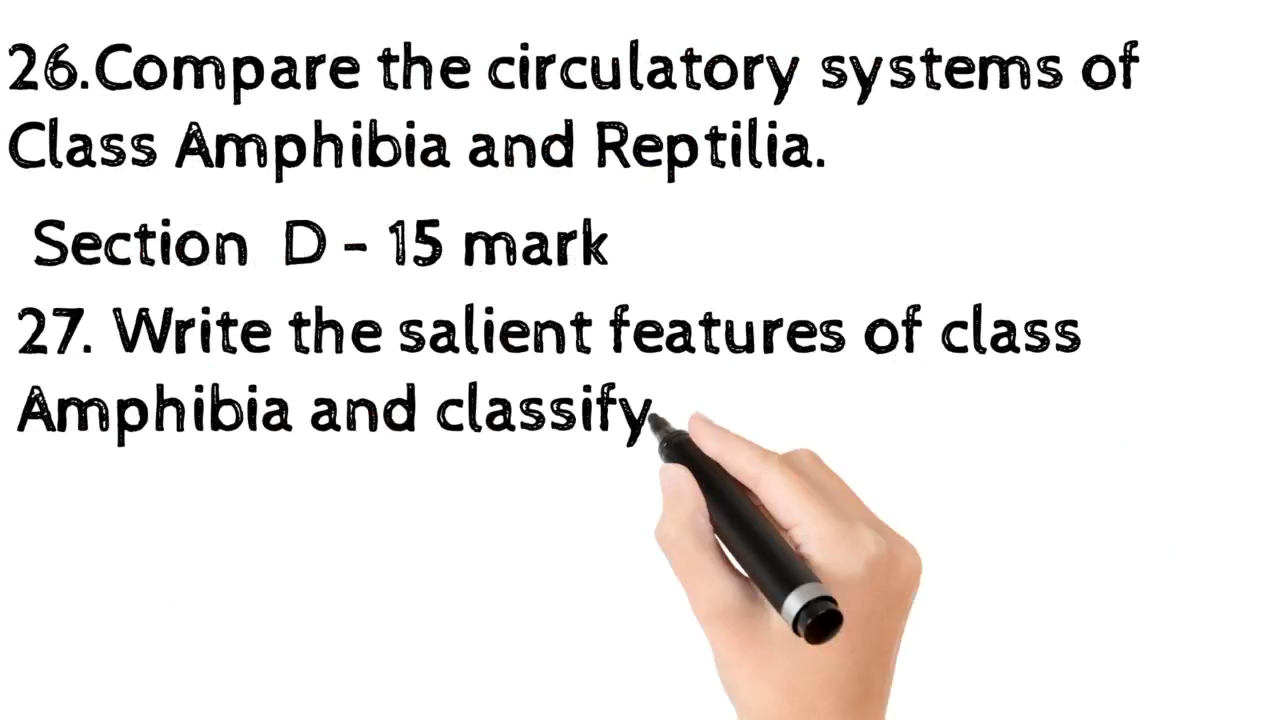 26.Compare the circulatory systems of
Class Amphibia and Reptilia.
Section D - 15 mark
27. Write the salient features of class
Amphibia and classify